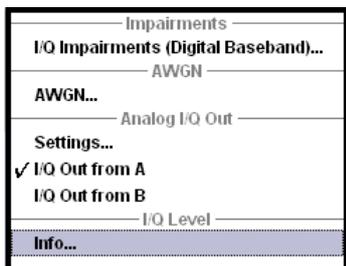 Impairments
I/Q Impairments (Digital Baseband)...
AWGN
AWGN...
Analog I/Q Out
Settings...
✓ I/Q Out from A
I/Q Out from B
I/Q Level
Info...